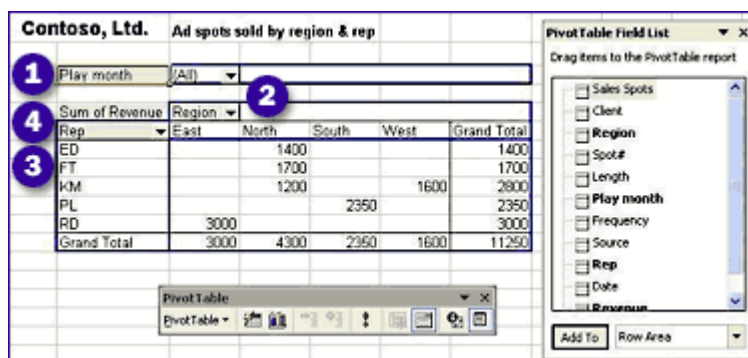 Contoso, Ltd. Ad spots sold by region & rep
1 Play month (All)
2
4 Sum of Revenue Region
Rep East North South West Grand Total
3 ED 1400 1400
FT 1700 1700
KM 1200 1600 2800
PL 2350 2350
RD 3000 3000
Grand Total 3000 4300 2350 1600 11250
PivotTable
PivotTable
PivotTable Field List
Drag items to the PivotTable report
Sales Spots
Client
Region
Spot#
Length
Play month
Frequency
Source
Rep
Date
Revenue
Add To Row Area